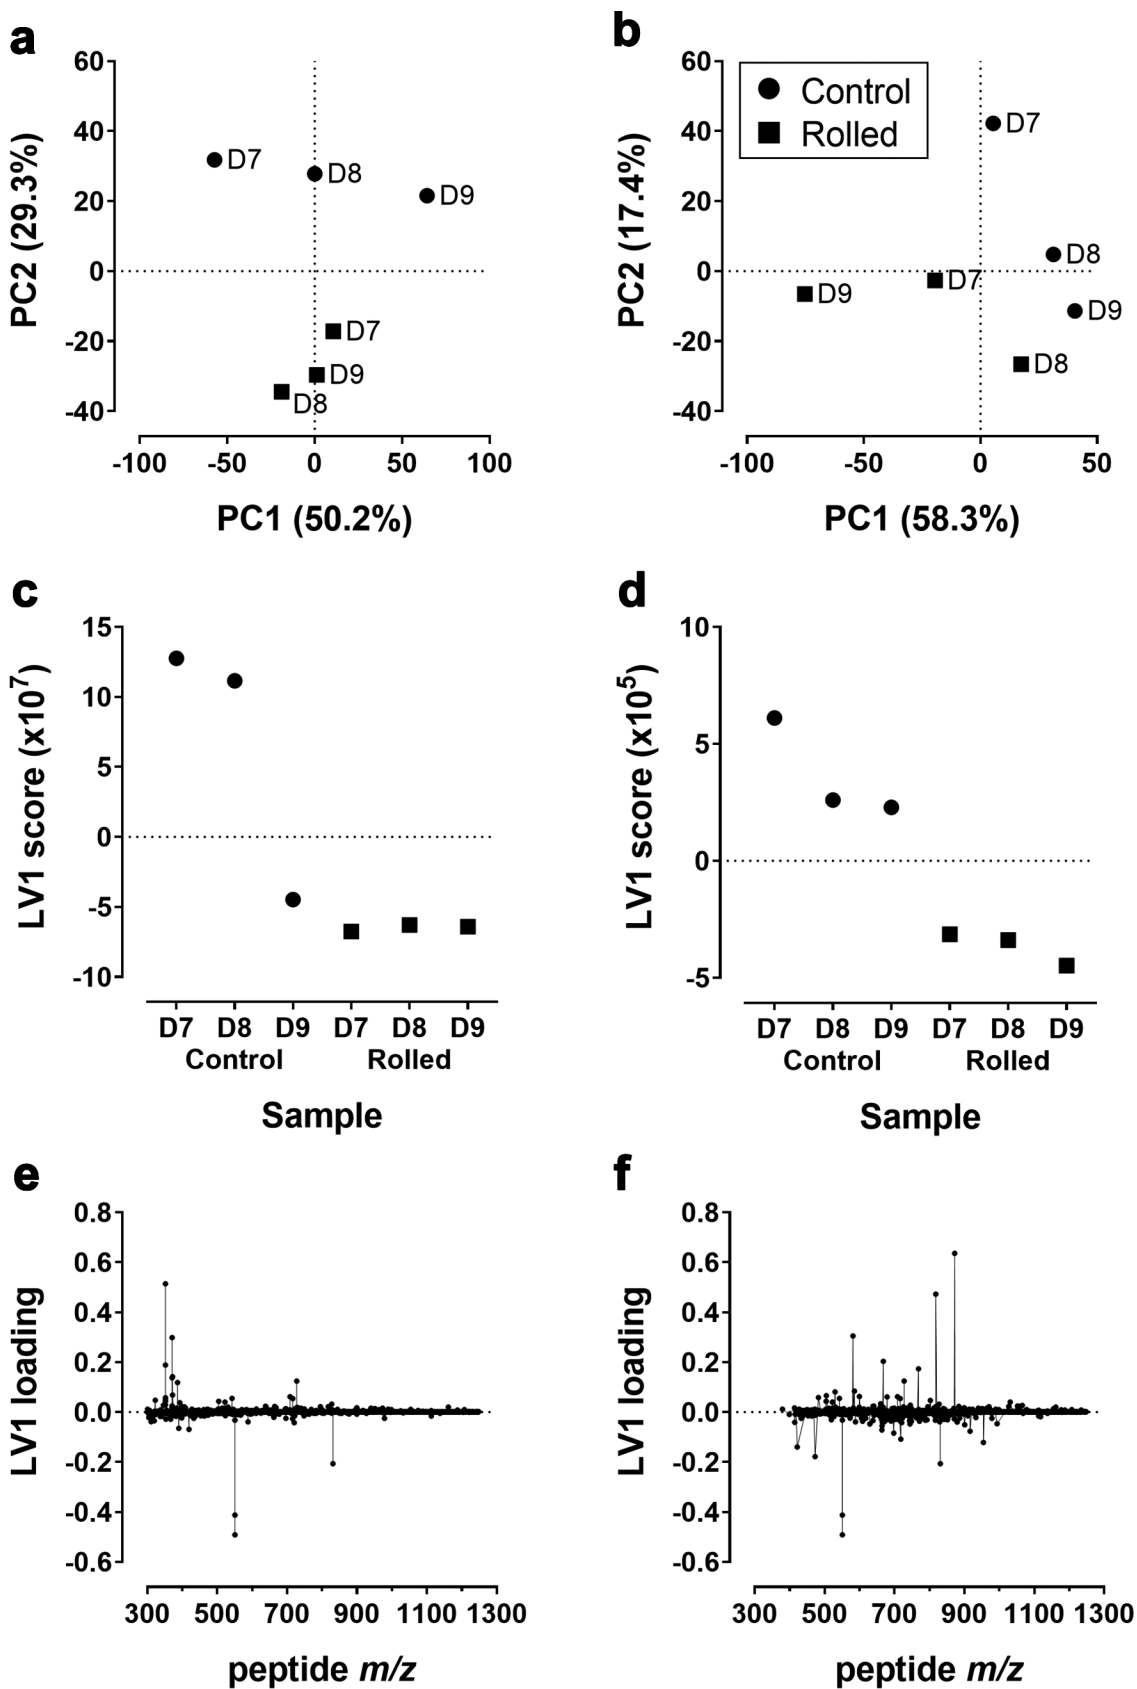 a
60
40
20
0
-20
-40
PC2 (29.3%)
D7
D8
D9
D7
D9
D8
-100 -50 0 50 100
PC1 (50.2%)
b
60
40
20
0
-20
-40
PC2 (17.4%)
Control
Rolled
D7
D8
D7
D9
D9
D8
-100 -50 0 50
PC1 (58.3%)
c
15
10
5
0
-5
-10
LV1 score (x10⁷)
D7 D8 D9 D7 D8 D9
Control Rolled
Sample
d
10
5
0
-5
LV1 score (x10⁵)
D7 D8 D9 D7 D8 D9
Control Rolled
Sample
e
0.8
0.6
0.4
0.2
0.0
-0.2
-0.4
-0.6
LV1 loading
300 500 700 900 1100 1300
peptide m/z
f
0.8
0.6
0.4
0.2
0.0
-0.2
-0.4
-0.6
LV1 loading
300 500 700 900 1100 1300
peptide m/z